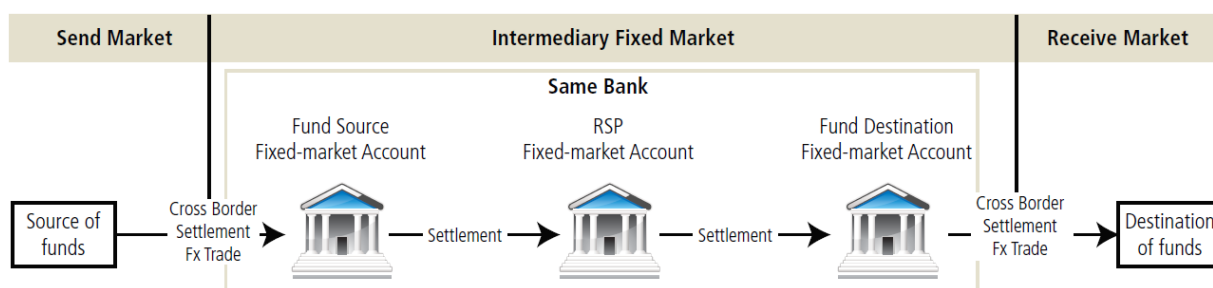 Send Market
Intermediary Fixed Market
Receive Market
Same Bank
Fund Source
Fixed-market Account
RSP
Fixed-market Account
Fund Destination
Fixed-market Account
Source of
funds
Cross Border
Settlement
Fx Trade
Settlement
Settlement
Cross Border
Settlement
Fx Trade
Destination
of funds